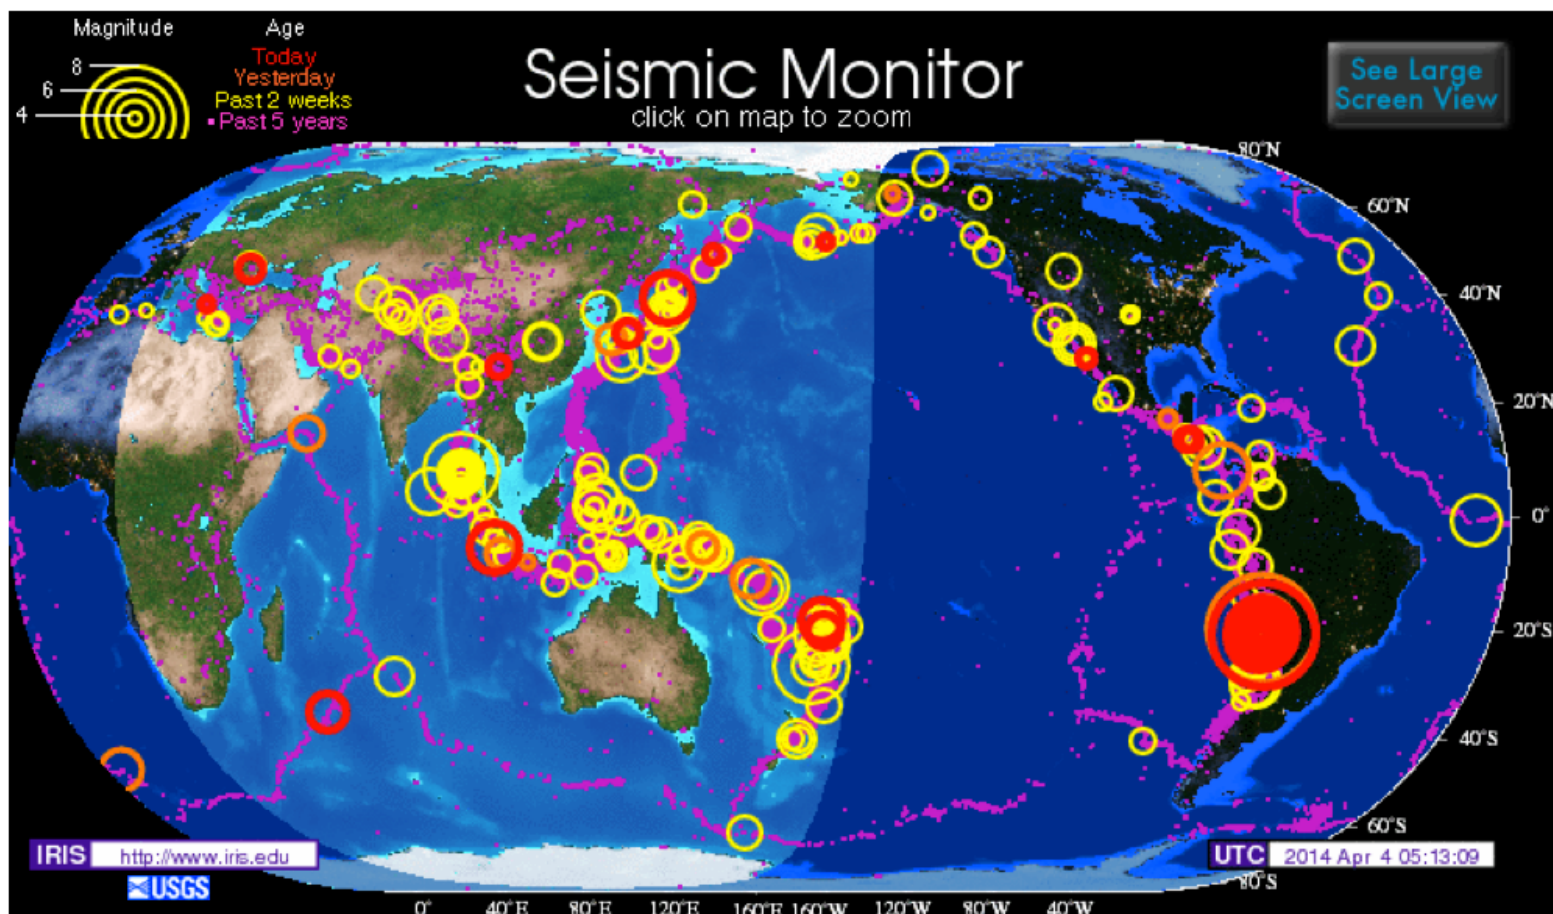 Magnitude
Age
Today
Yesterday
Past 2 weeks
Past 5 years
8
6
4
Seismic Monitor
click on map to zoom
See Large
Screen View
80°N
60°N
40°N
20°N
0°
20°S
40°S
60°S
80°S
IRIS http://www.iris.edu
USGS
UTC 2014 Apr 4 05:13:09
0° 40°E 80°E 120°E 160°E 160°W 120°W 80°W 40°W